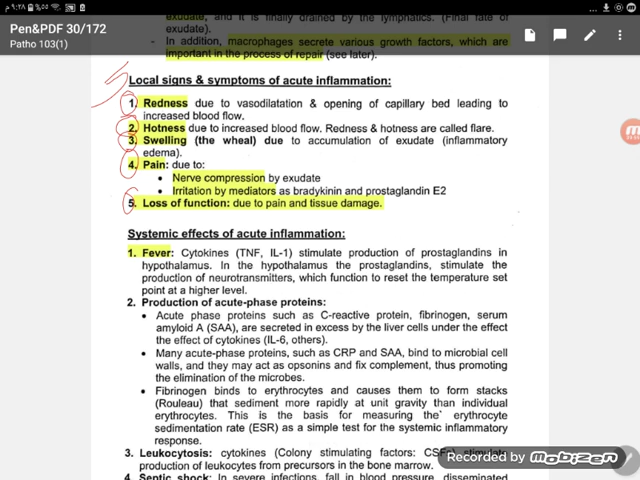 ٩:٢٨ م
Pen&PDF 30/172
Patho 103(1)
exudate, and it is finally drained by the lymphatics. (Final fate of
exudate).
- In addition, macrophages secrete various growth factors, which are
important in the process of repair (see later).
Local signs & symptoms of acute inflammation:
1. Redness due to vasodilatation & opening of capillary bed leading to
increased blood flow.
2. Hotness due to increased blood flow. Redness & hotness are called flare.
3. Swelling (the wheal) due to accumulation of exudate (inflammatory
edema).
4. Pain: due to:
• Nerve compression by exudate
• Irritation by mediators as bradykinin and prostaglandin E2
5. Loss of function: due to pain and tissue damage.
Systemic effects of acute inflammation:
1. Fever: Cytokines (TNF, IL-1) stimulate production of prostaglandins in
hypothalamus. In the hypothalamus the prostaglandins, stimulate the
production of neurotransmitters, which function to reset the temperature set
point at a higher level.
2. Production of acute-phase proteins:
• Acute phase proteins such as C-reactive protein, fibrinogen, serum
amyloid A (SAA), are secreted in excess by the liver cells under the effect
the effect of cytokines (IL-6, others).
• Many acute-phase proteins, such as CRP and SAA, bind to microbial cell
walls, and they may act as opsonins and fix complement, thus promoting
the elimination of the microbes.
• Fibrinogen binds to erythrocytes and causes them to form stacks
(Rouleau) that sediment more rapidly at unit gravity than individual
erythrocytes. This is the basis for measuring the erythrocyte
sedimentation rate (ESR) as a simple test for the systemic inflammatory
response.
3. Leukocytosis: cytokines (Colony stimulating factors: CSFs) stimulate
production of leukocytes from precursors in the bone marrow.
4. Septic shock: In severe infections, fall in blood pressure, disseminated
Recorded by mobizen